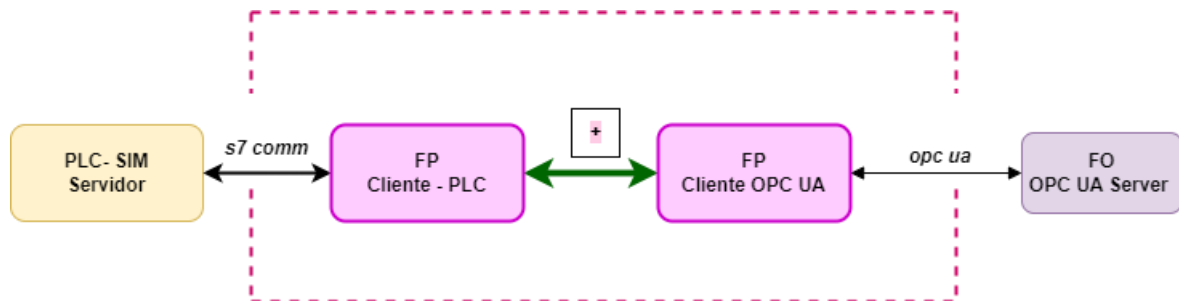 PLC- SIM
Servidor
s7 comm
FP
Cliente - PLC
+
FP
Cliente OPC UA
opc ua
FO
OPC UA Server